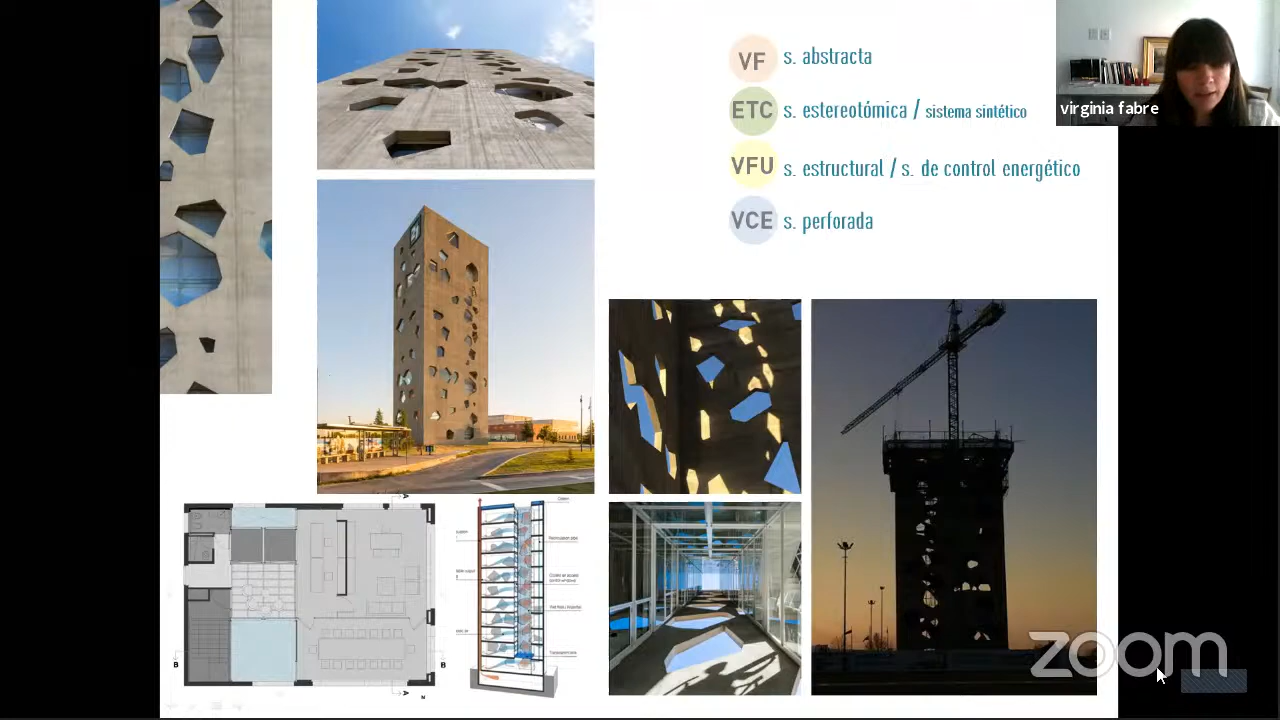 VF s. abstracta
ETC s. estereotómica / sistema sintético
VFU s. estructural / s. de control energético
VCE s. perforada
virginia fabre
A
B
B
A
zoom